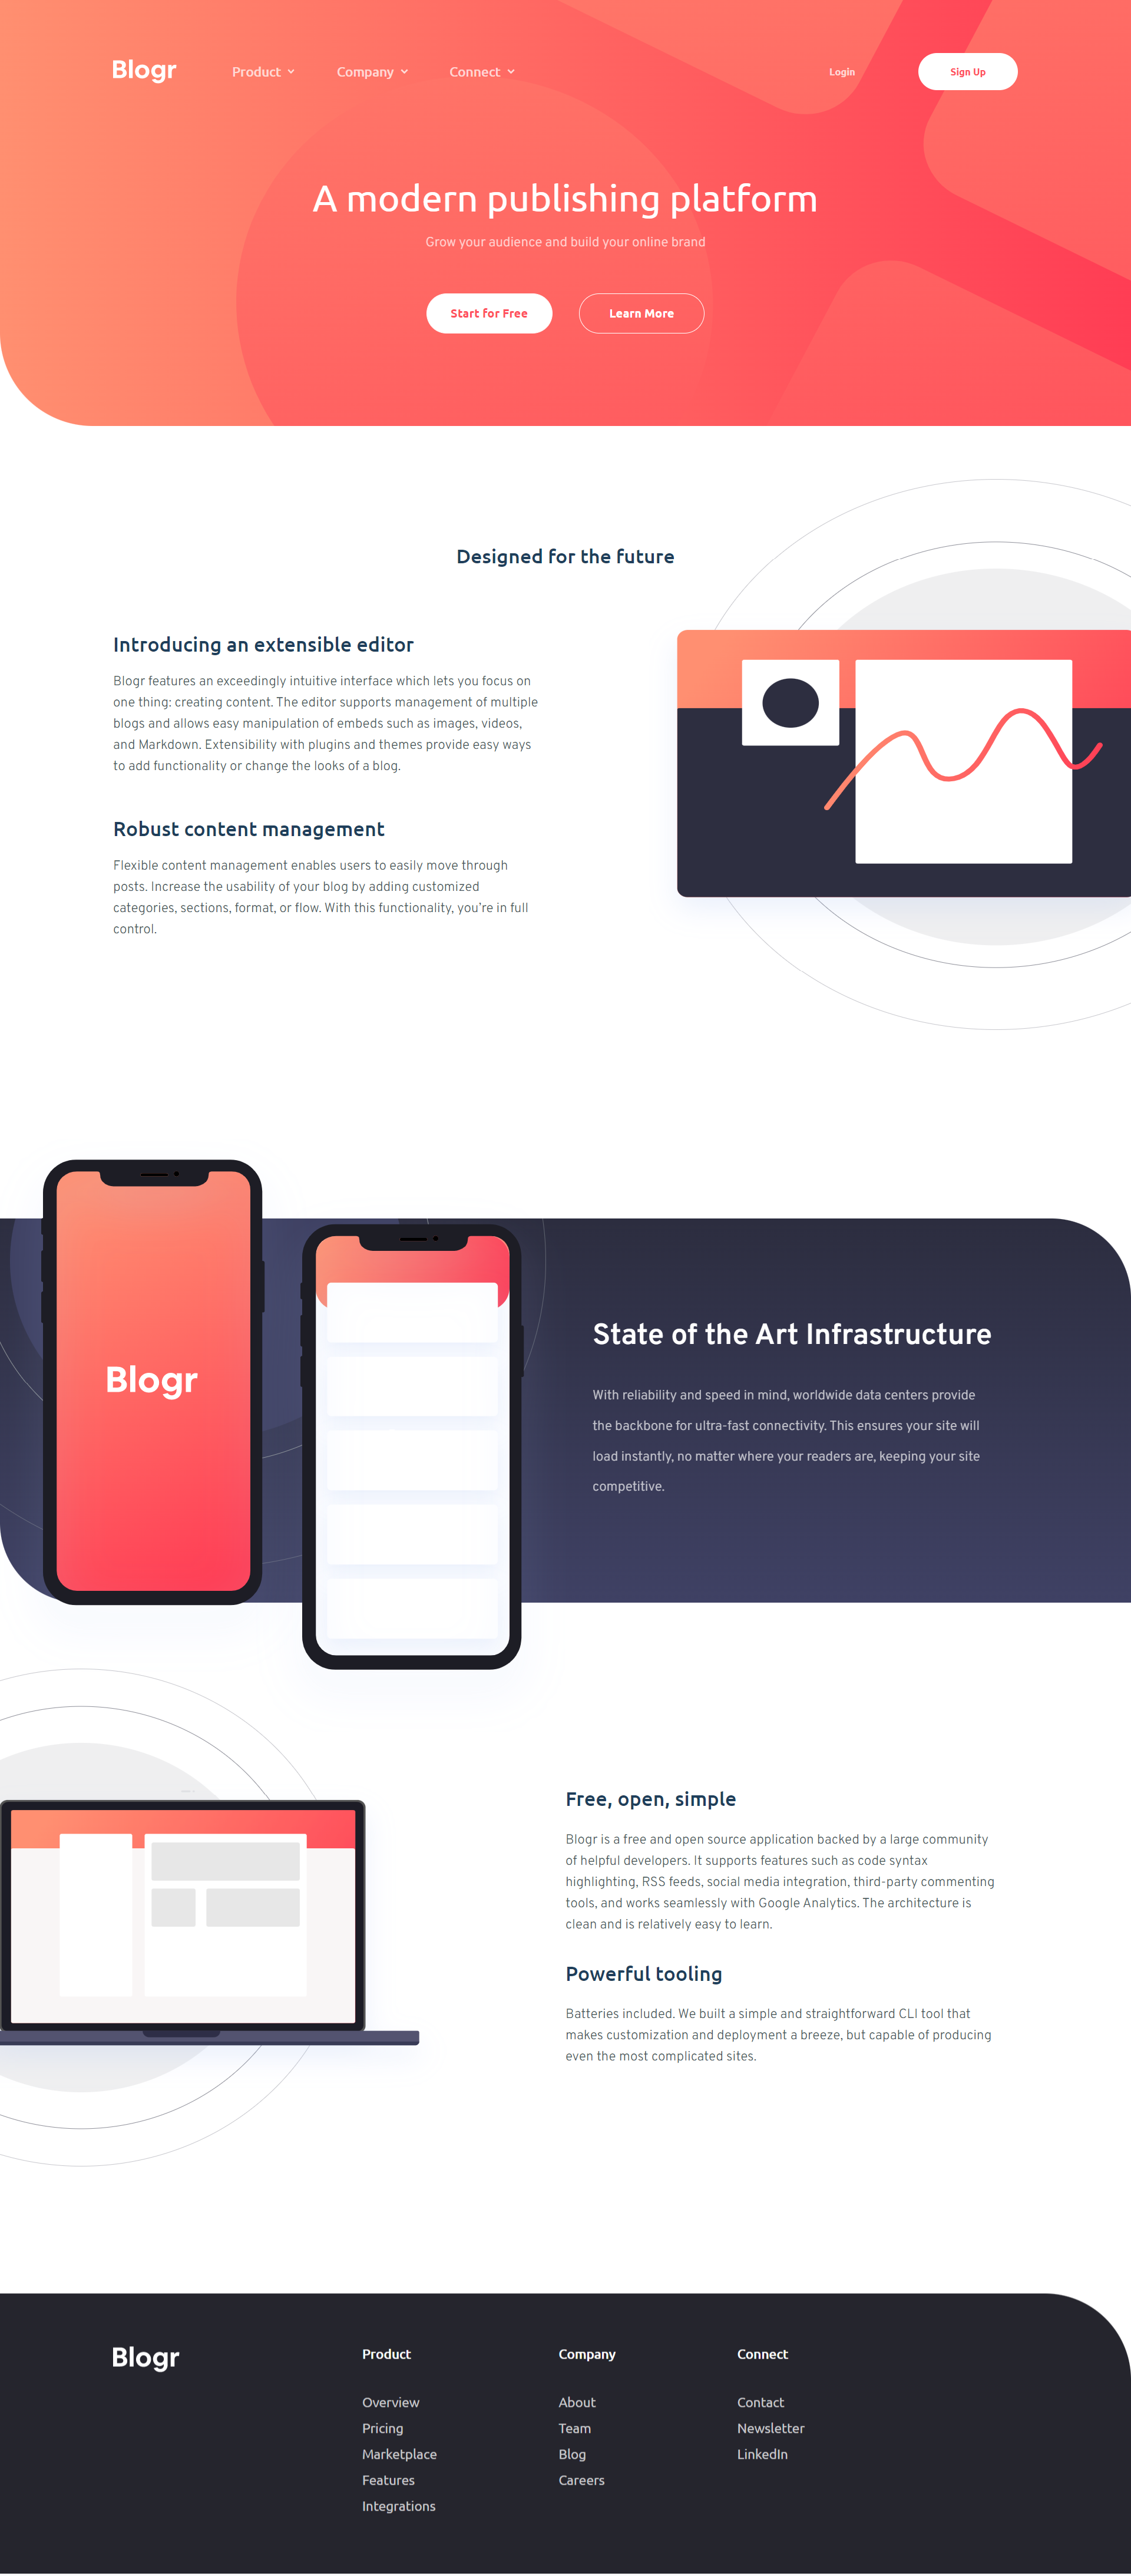 Blogr
Product
Company
Connect
Login
Sign Up
A modern publishing platform
Grow your audience and build your online brand
Start for Free
Learn More
Designed for the future
Introducing an extensible editor
Blogr features an exceedingly intuitive interface which lets you focus on
one thing: creating content. The editor supports management of multiple
blogs and allows easy manipulation of embeds such as images, videos,
and Markdown. Extensibility with plugins and themes provide easy ways
to add functionality or change the looks of a blog.
Robust content management
Flexible content management enables users to easily move through
posts. Increase the usability of your blog by adding customized
categories, sections, format, or flow. With this functionality, you're in full
control.
Blogr
State of the Art Infrastructure
With reliability and speed in mind, worldwide data centers provide
the backbone for ultra-fast connectivity. This ensures your site will
load instantly, no matter where your readers are, keeping your site
competitive.
Free, open, simple
Blogr is a free and open source application backed by a large community
of helpful developers. It supports features such as code syntax
highlighting, RSS feeds, social media integration, third-party commenting
tools, and works seamlessly with Google Analytics. The architecture is
clean and is relatively easy to learn.
Powerful tooling
Batteries included. We built a simple and straightforward CLI tool that
makes customization and deployment a breeze, but capable of producing
even the most complicated sites.
Blogr
Product
Overview
Pricing
Marketplace
Features
Integrations
Company
About
Team
Blog
Careers
Connect
Contact
Newsletter
LinkedIn